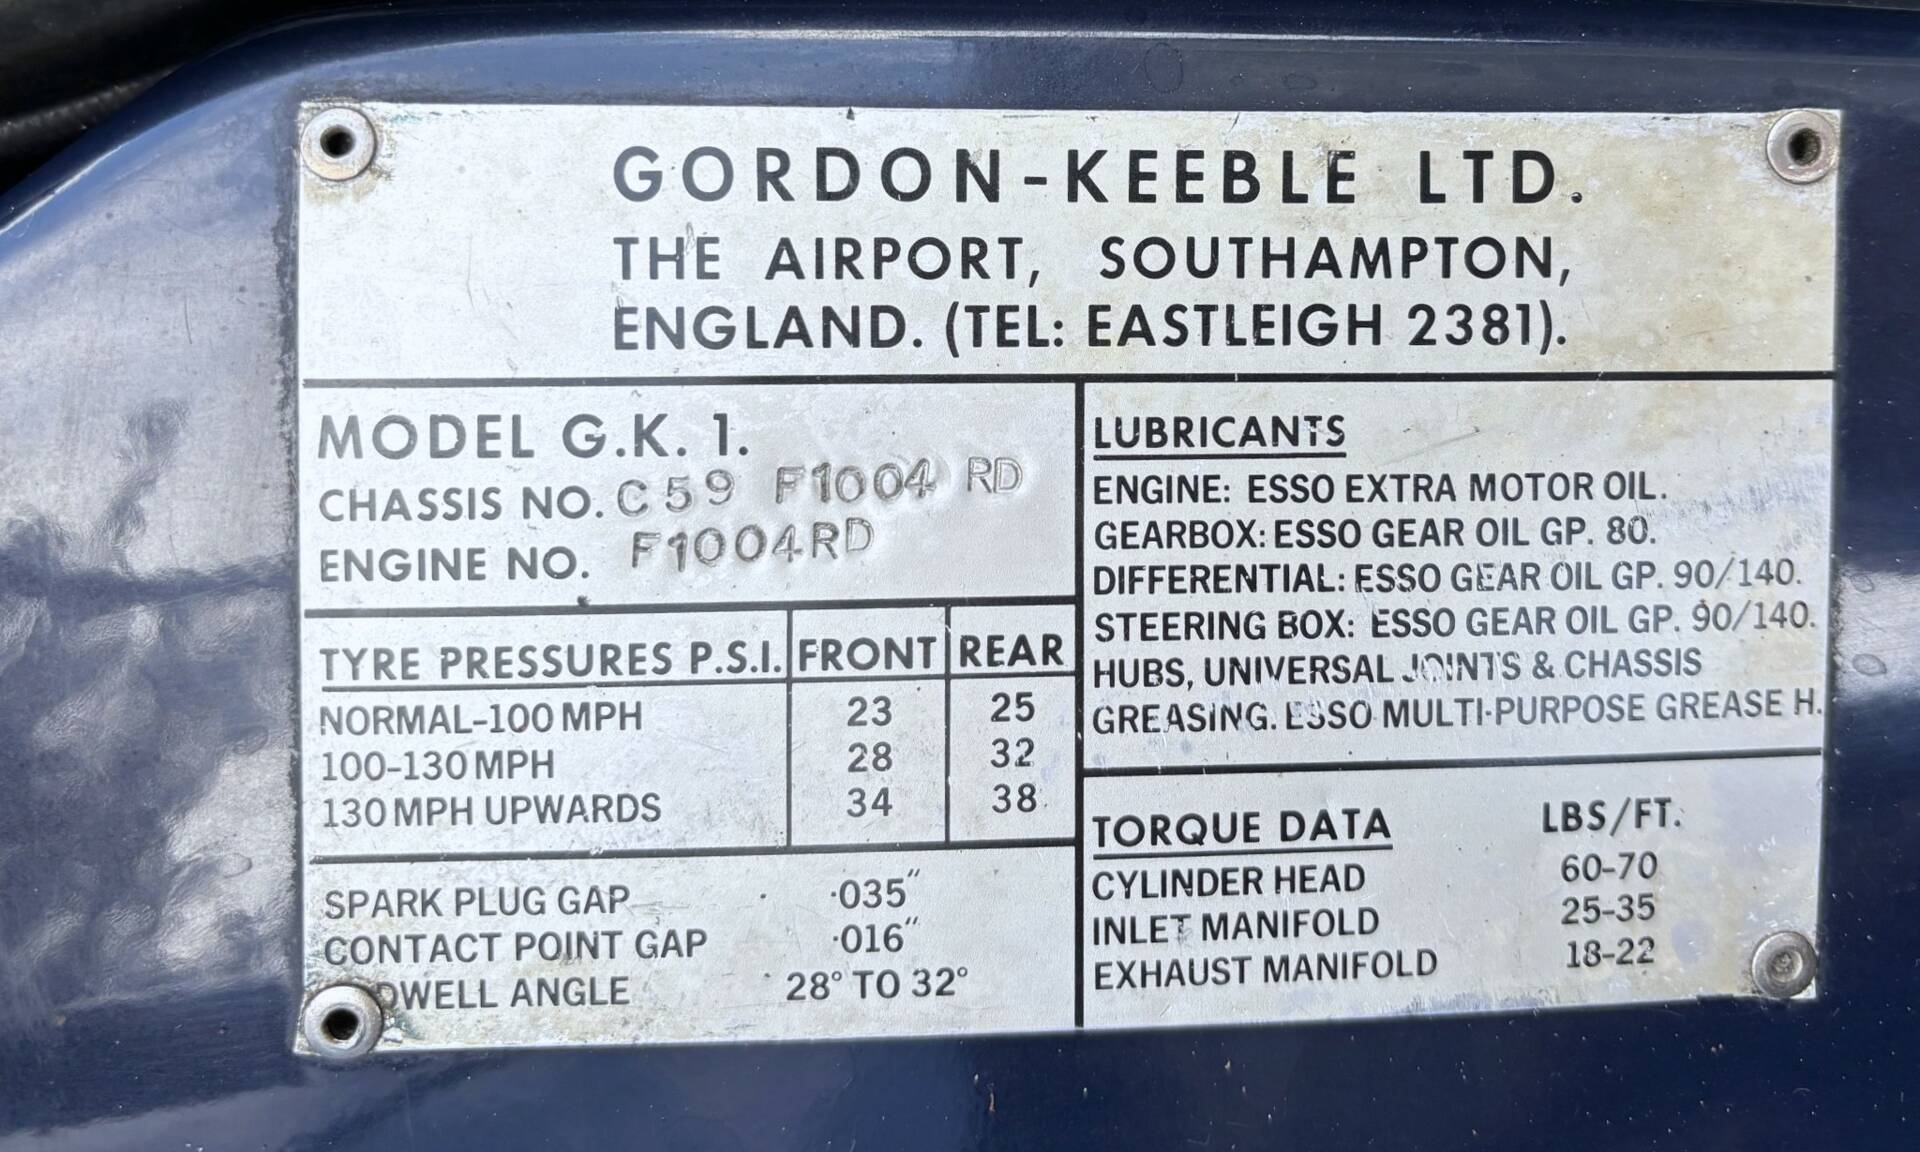 GORDON-KEEBLE LTD.
THE AIRPORT, SOUTHAMPTON,
ENGLAND. (TEL: EASTLEIGH 2381).
MODEL G.K. 1.
CHASSIS NO. C59 F1004 RD
ENGINE NO. F1004RD
TYRE PRESSURES P.S.I. FRONT REAR
NORMAL-100 MPH 23 25
100-130 MPH 28 32
130 MPH UPWARDS 34 38
SPARK PLUG GAP ·035"
CONTACT POINT GAP ·016"
DWELL ANGLE 28° TO 32°
LUBRICANTS
ENGINE: ESSO EXTRA MOTOR OIL.
GEARBOX: ESSO GEAR OIL GP. 80.
DIFFERENTIAL: ESSO GEAR OIL GP. 90/140.
STEERING BOX: ESSO GEAR OIL GP. 90/140.
HUBS, UNIVERSAL JOINTS & CHASSIS
GREASING. ESSO MULTI-PURPOSE GREASE H.
TORQUE DATA LBS/FT.
CYLINDER HEAD 60-70
INLET MANIFOLD 25-35
EXHAUST MANIFOLD 18-22